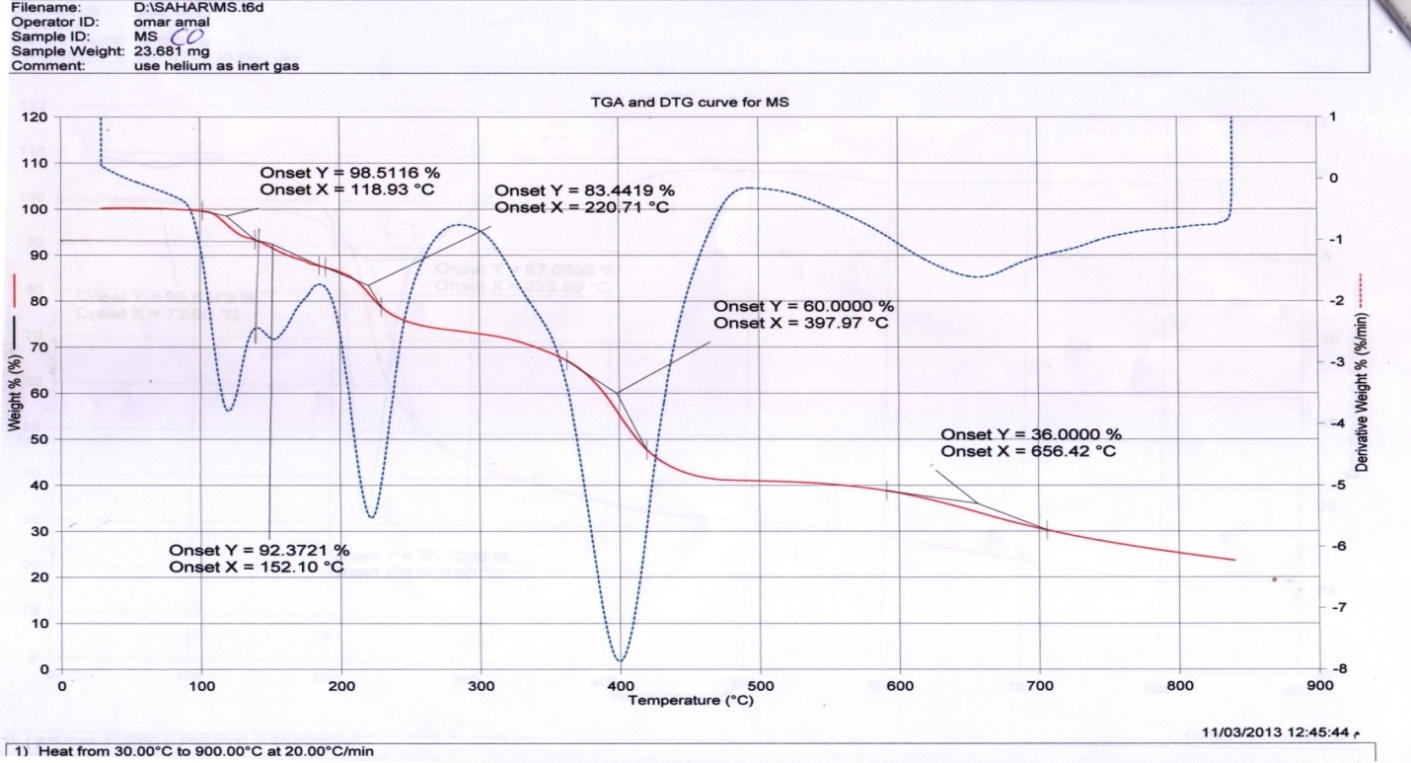 Filename: D:\SAHAR\MS.t6d
Operator ID: omar amal
Sample ID: MS CO
Sample Weight: 23.681 mg
Comment: use helium as inert gas
TGA and DTG curve for MS
120
110
100
90
80
70
60
50
40
30
20
10
0
Weight % (%)
Onset Y = 98.5116 %
Onset X = 118.93 °C
Onset Y = 83.4419 %
Onset X = 220.71 °C
Onset Y = 60.0000 %
Onset X = 397.97 °C
Onset Y = 36.0000 %
Onset X = 656.42 °C
Onset Y = 92.3721 %
Onset X = 152.10 °C
1
0
-1
-2
-3
-4
-5
-6
-7
-8
Derivative Weight % (%/min)
0 100 200 300 400 500 600 700 800 900
Temperature (°C)
11/03/2013 12:45:44 م
1) Heat from 30.00°C to 900.00°C at 20.00°C/min